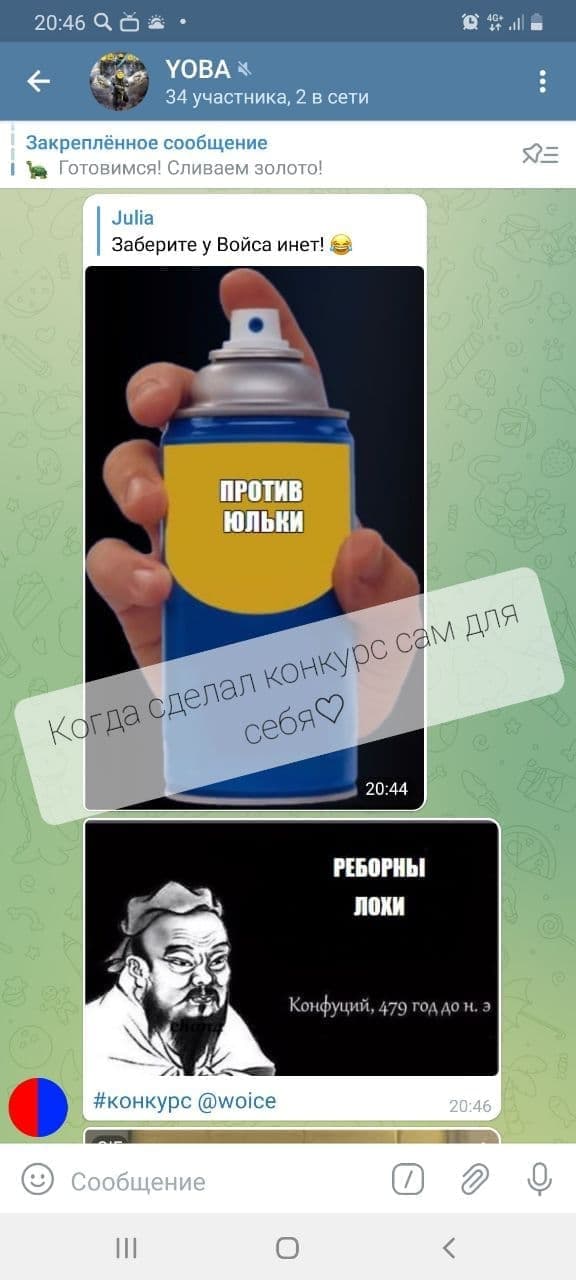 20:46
4G+
YOBA
34 участника, 2 в сети
Закреплённое сообщение
Готовимся! Сливаем золото!
Julia
Заберите у Войса инет! 😂
ПРОТИВ
ЮЛЬКИ
Когда сделал конкурс сам для
себя♡
20:44
РЕБОРНЫ
ЛОХИ
Конфуций, 479 год до н. э
#конкурс @woice
20:46
Сообщение